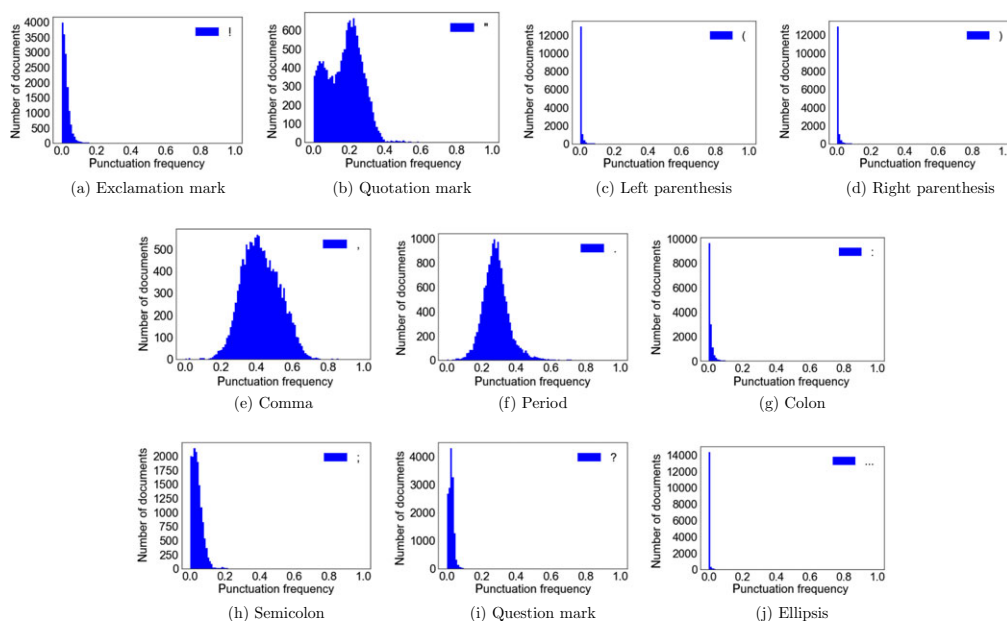 4000
3500
3000
2500
2000
1500
1000
500
0
Number of documents
!
0.0 0.2 0.4 0.6 0.8 1.0
Punctuation frequency
(a) Exclamation mark
600
500
400
300
200
100
0
Number of documents
"
0.0 0.2 0.4 0.6 0.8 1.0
Punctuation frequency
(b) Quotation mark
12000
10000
8000
6000
4000
2000
0
Number of documents
(
0.0 0.2 0.4 0.6 0.8 1.0
Punctuation frequency
(c) Left parenthesis
12000
10000
8000
6000
4000
2000
0
Number of documents
)
0.0 0.2 0.4 0.6 0.8 1.0
Punctuation frequency
(d) Right parenthesis
500
400
300
200
100
0
Number of documents
,
0.0 0.2 0.4 0.6 0.8 1.0
Punctuation frequency
(e) Comma
1000
800
600
400
200
0
Number of documents
.
0.0 0.2 0.4 0.6 0.8 1.0
Punctuation frequency
(f) Period
10000
8000
6000
4000
2000
0
Number of documents
:
0.0 0.2 0.4 0.6 0.8 1.0
Punctuation frequency
(g) Colon
2000
1750
1500
1250
1000
750
500
250
0
Number of documents
;
0.0 0.2 0.4 0.6 0.8 1.0
Punctuation frequency
(h) Semicolon
4000
3000
2000
1000
0
Number of documents
?
0.0 0.2 0.4 0.6 0.8 1.0
Punctuation frequency
(i) Question mark
14000
12000
10000
8000
6000
4000
2000
0
Number of documents
...
0.0 0.2 0.4 0.6 0.8 1.0
Punctuation frequency
(j) Ellipsis